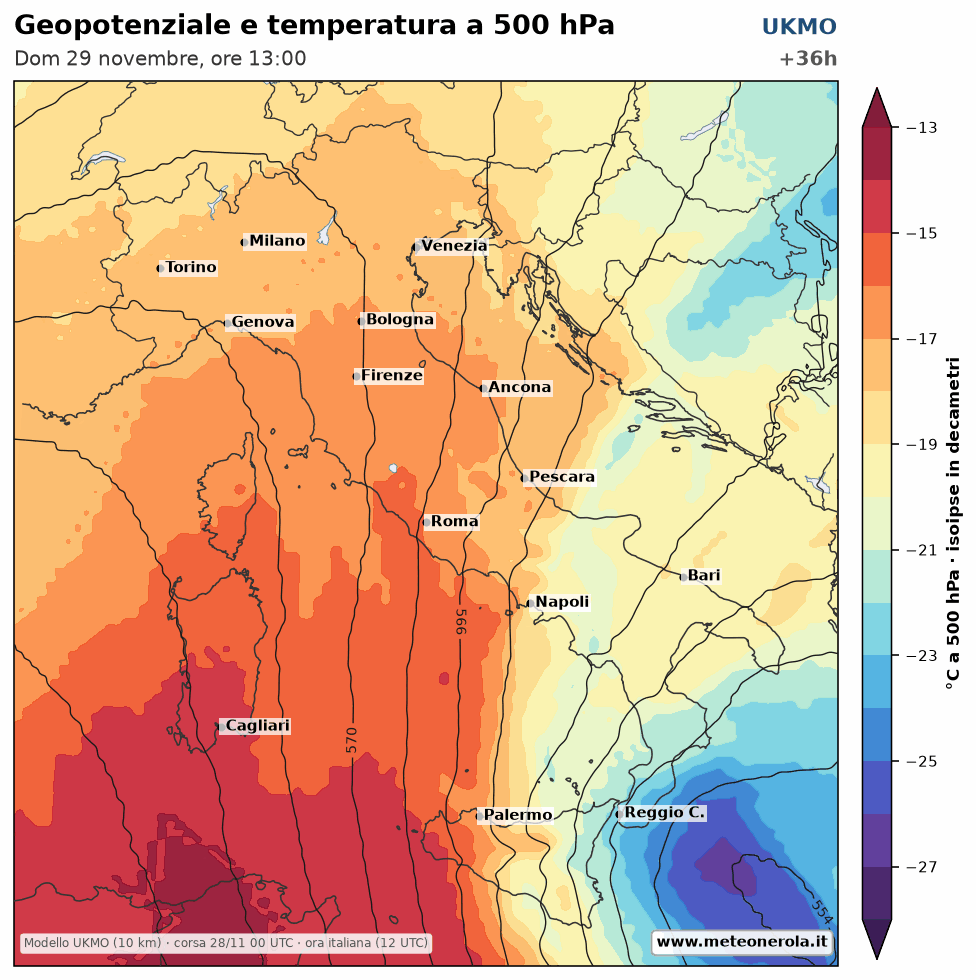 Geopotenziale e temperatura a 500 hPa
UKMO
Dom 29 novembre, ore 13:00
+36h
Milano
Venezia
Torino
Genova
Bologna
Firenze
Ancona
Pescara
Roma
Bari
Napoli
566
Cagliari
570
Palermo
Reggio C.
554
Modello UKMO (10 km) · corsa 28/11 00 UTC · ora italiana (12 UTC)
www.meteonerola.it
−13
−15
−17
−19
−21
−23
−25
−27
°C a 500 hPa · isoipse in decametri